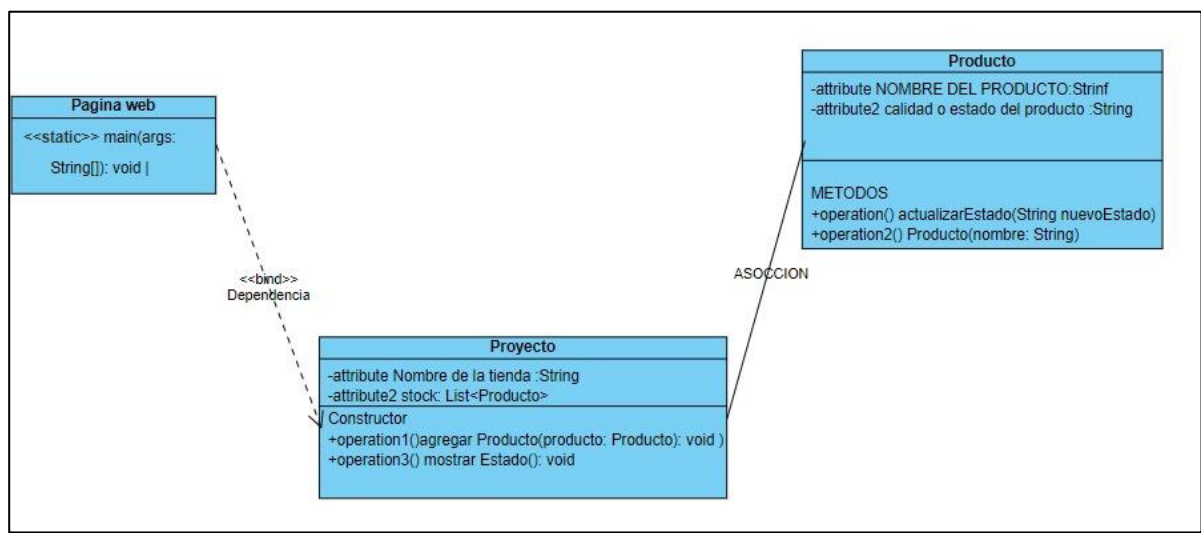 Pagina web
<<static>> main(args:
String[]): void |
<<bind>>
Dependencia
Proyecto
-attribute Nombre de la tienda :String
-attribute2 stock: List<Producto>
Constructor
+operation1()agregar Producto(producto: Producto): void )
+operation3() mostrar Estado(): void
ASOCCION
Producto
-attribute NOMBRE DEL PRODUCTO:Strinf
-attribute2 calidad o estado del producto :String
METODOS
+operation() actualizarEstado(String nuevoEstado)
+operation2() Producto(nombre: String)